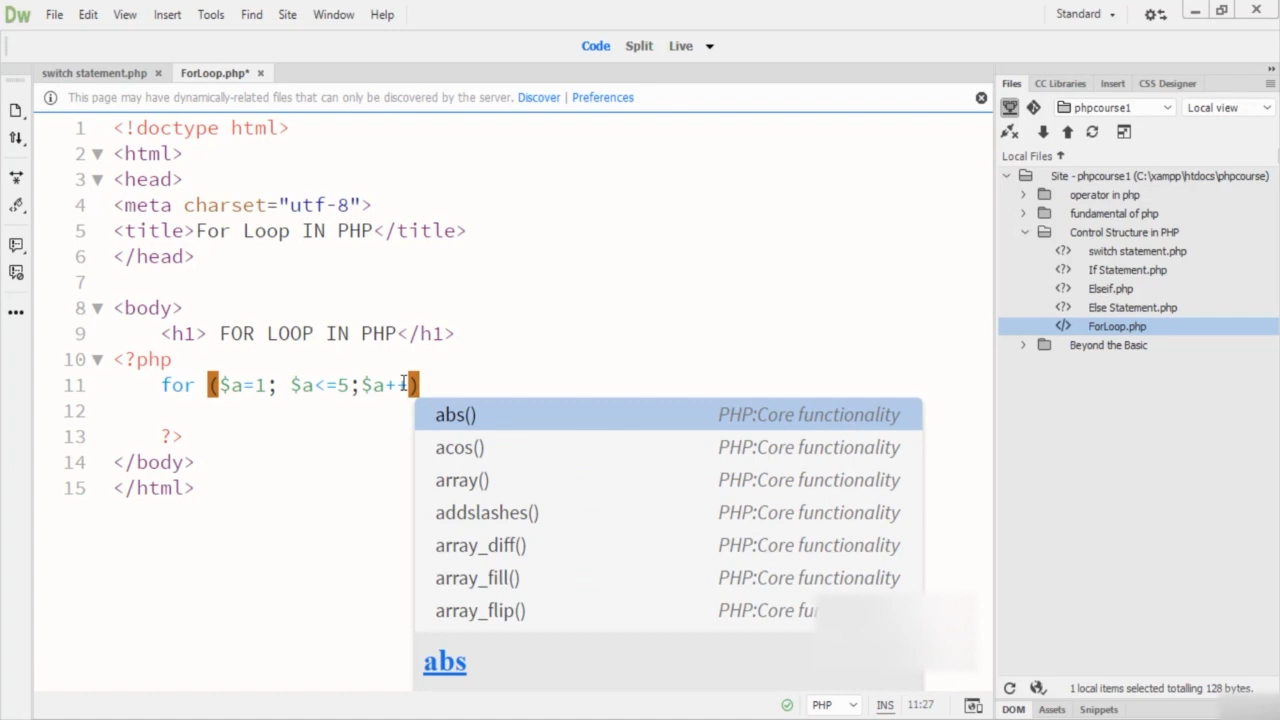 Dw File Edit View Insert Tools Find Site Window Help Standard
Code Split Live
switch statement.php ForLoop.php*
This page may have dynamically-related files that can only be discovered by the server. Discover | Preferences
1 <!doctype html>
2 <html>
3 <head>
4 <meta charset="utf-8">
5 <title>For Loop IN PHP</title>
6 </head>
7
8 <body>
9 <h1> FOR LOOP IN PHP</h1>
10 <?php
11 for ($a=1; $a<=5;$a++)
12
13 ?>
14 </body>
15 </html>
abs() PHP:Core functionality
acos() PHP:Core functionality
array() PHP:Core functionality
addslashes() PHP:Core functionality
array_diff() PHP:Core functionality
array_fill() PHP:Core functionality
array_flip() PHP:Core
abs
PHP INS 11:27
Files CC Libraries Insert CSS Designer
phpcourse1 Local view
Local Files
Site - phpcourse1 (C:\xampp\htdocs\phpcourse)
operator in php
fundamental of php
Control Structure in PHP
switch statement.php
If Statement.php
Elseif.php
Else Statement.php
ForLoop.php
Beyond the Basic
1 local items selected totalling 128 bytes.
DOM Assets Snippets